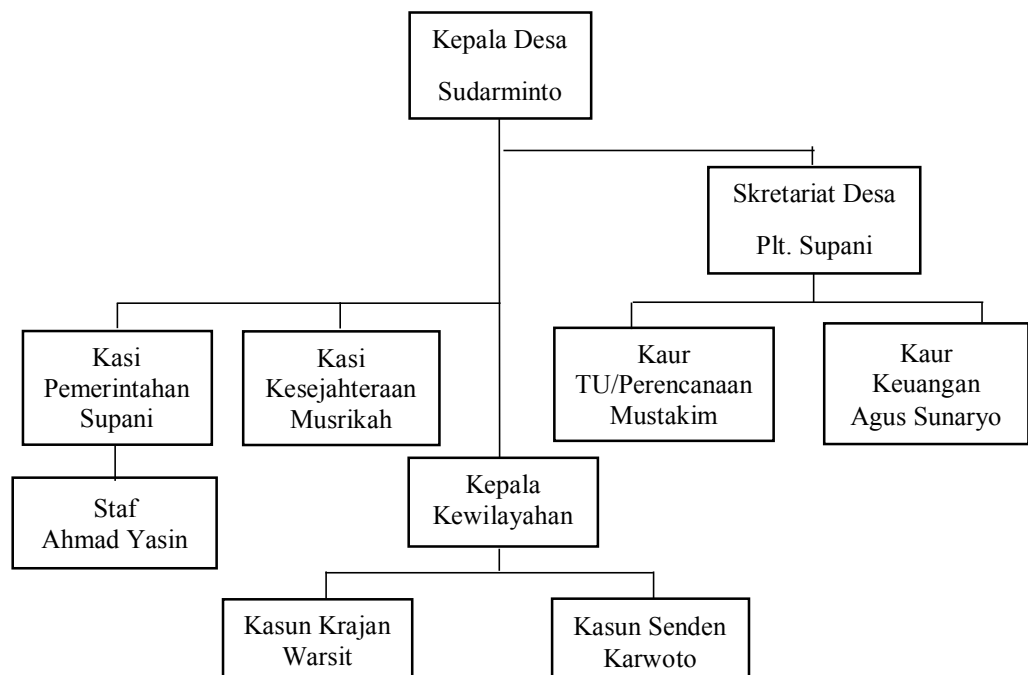 Kepala Desa
Sudarminto
Skretariat Desa
Plt. Supani
Kasi
Pemerintahan
Supani
Kasi
Kesejahteraan
Musrikah
Kaur
TU/Perencanaan
Mustakim
Kaur
Keuangan
Agus Sunaryo
Staf
Ahmad Yasin
Kepala
Kewilayahan
Kasun Krajan
Warsit
Kasun Senden
Karwoto